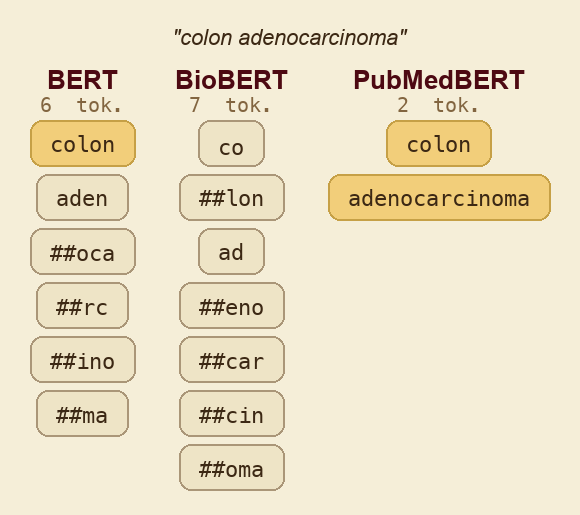 "colon adenocarcinoma"
BERT
6 tok.
colon
aden
##oca
##rc
##ino
##ma
BioBERT
7 tok.
co
##lon
ad
##eno
##car
##cin
##oma
PubMedBERT
2 tok.
colon
adenocarcinoma